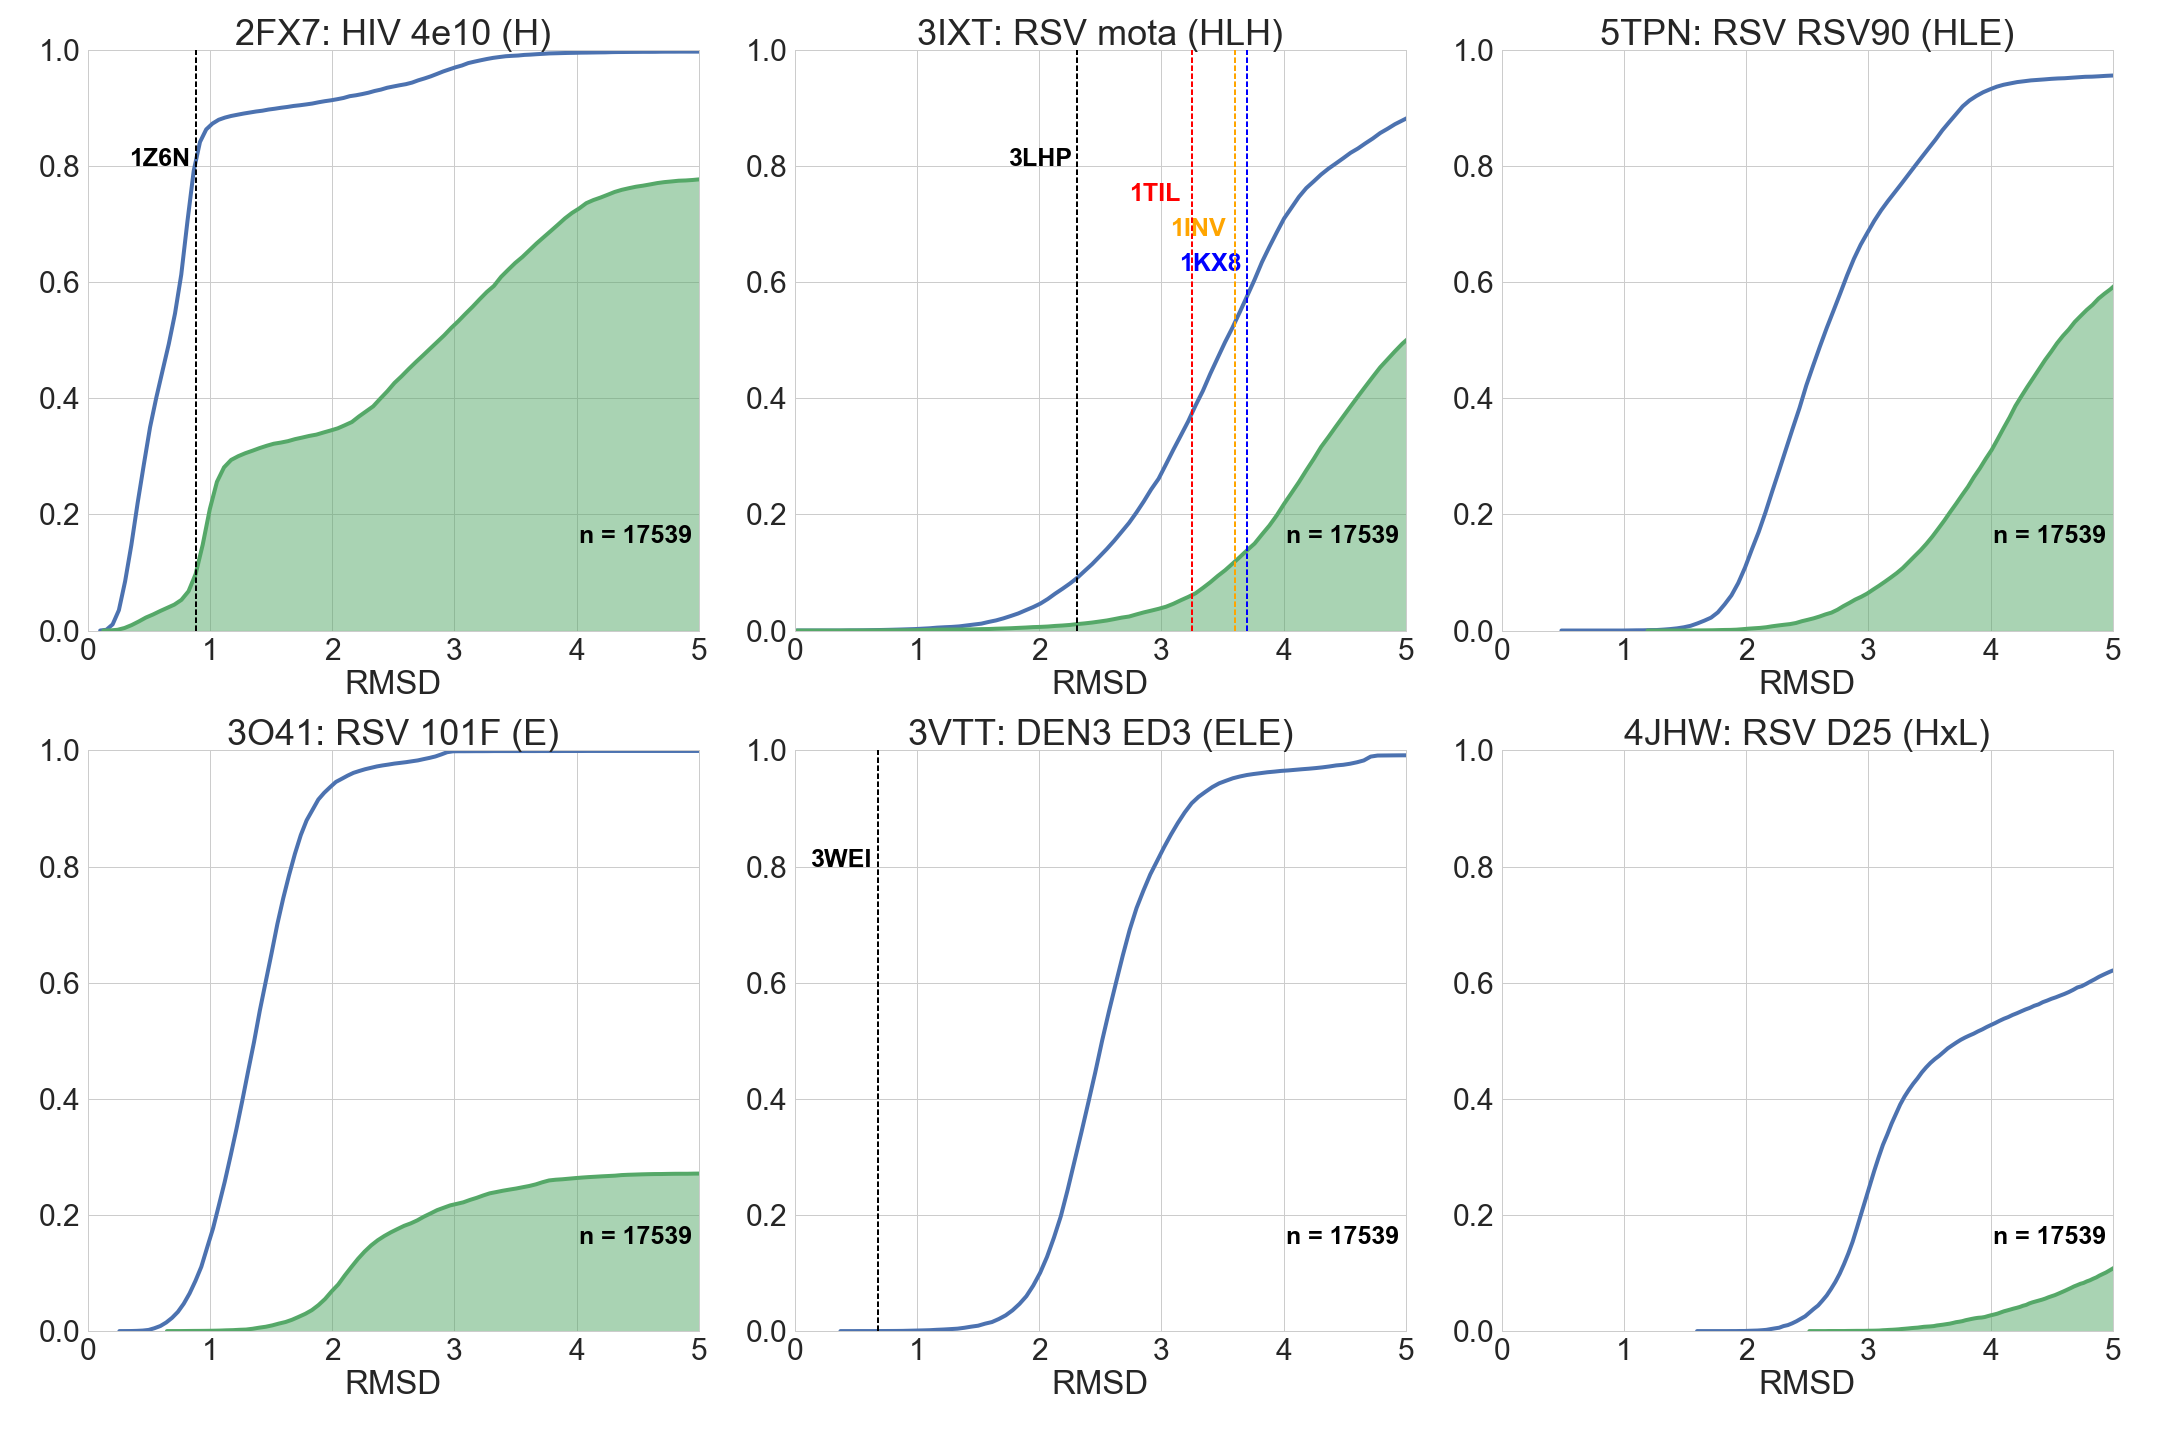 2FX7: HIV 4e10 (H)
1.0
0.8
0.6
0.4
0.2
0.0
1Z6N
n = 17539
0 1 2 3 4 5
RMSD
3IXT: RSV mota (HLH)
1.0
0.8
0.6
0.4
0.2
0.0
3LHP
1TIL
1INV
1KX8
n = 17539
0 1 2 3 4 5
RMSD
5TPN: RSV RSV90 (HLE)
1.0
0.8
0.6
0.4
0.2
0.0
n = 17539
0 1 2 3 4 5
RMSD
3O41: RSV 101F (E)
1.0
0.8
0.6
0.4
0.2
0.0
n = 17539
0 1 2 3 4 5
RMSD
3VTT: DEN3 ED3 (ELE)
1.0
0.8
0.6
0.4
0.2
0.0
3WEI
n = 17539
0 1 2 3 4 5
RMSD
4JHW: RSV D25 (HxL)
1.0
0.8
0.6
0.4
0.2
0.0
n = 17539
0 1 2 3 4 5
RMSD